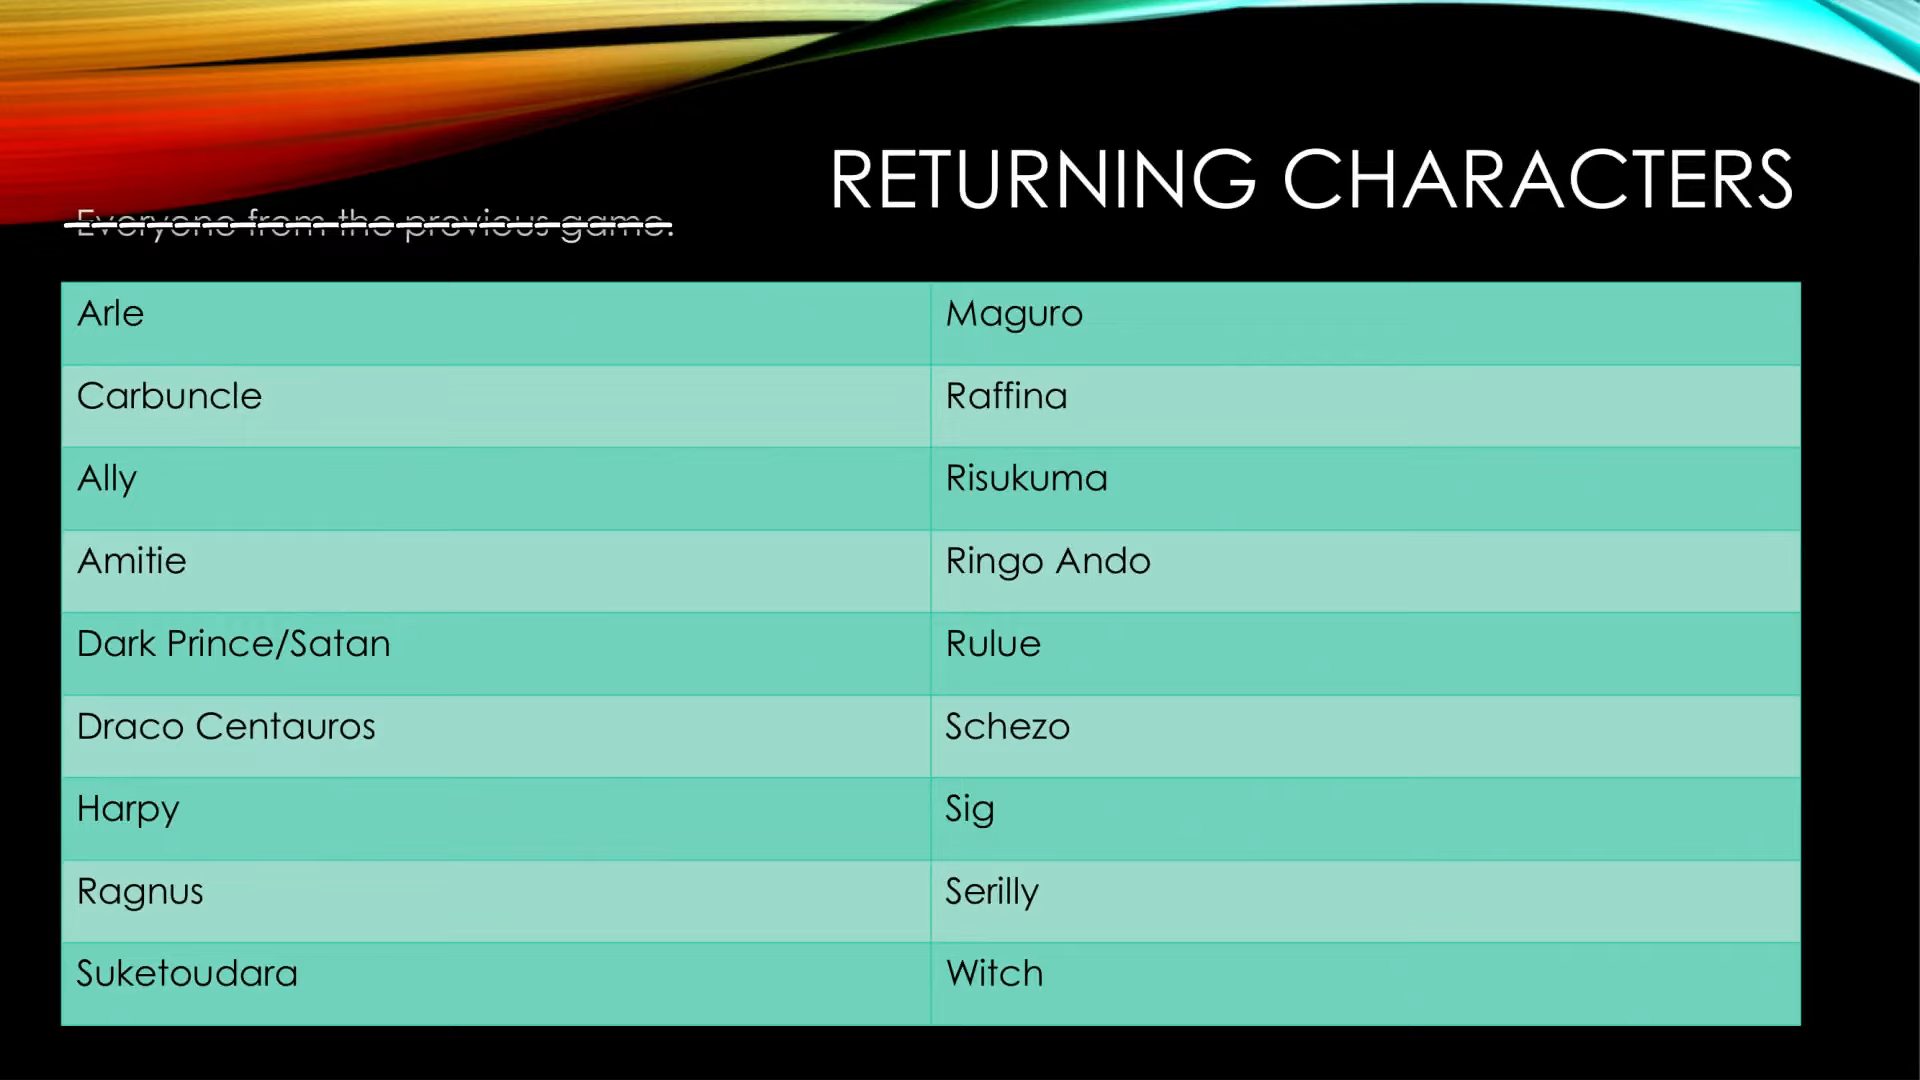 RETURNING CHARACTERS
Everyone from the previous game.
Arle
Maguro
Carbuncle
Raffina
Ally
Risukuma
Amitie
Ringo Ando
Dark Prince/Satan
Rulue
Draco Centauros
Schezo
Harpy
Sig
Ragnus
Serilly
Suketoudara
Witch